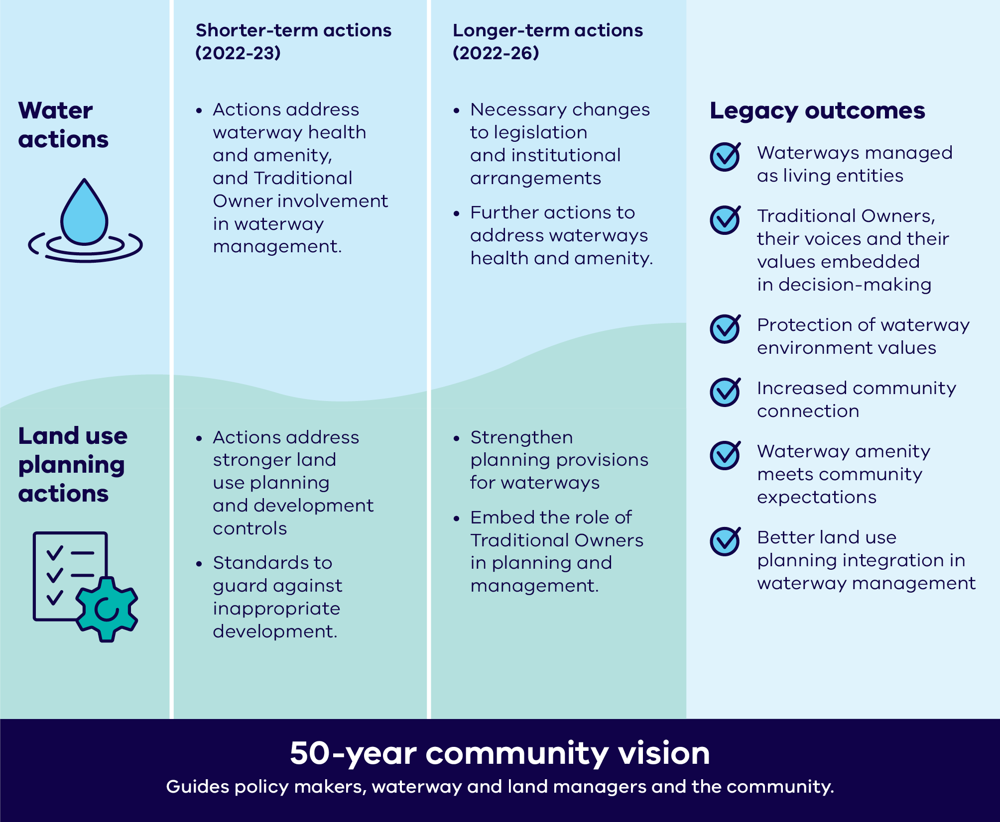 Shorter-term actions
(2022-23)
Longer-term actions
(2022-26)
Water
actions
• Actions address
waterway health
and amenity,
and Traditional
Owner involvement
in waterway
management.
• Necessary changes
to legislation
and institutional
arrangements
• Further actions to
address waterways
health and amenity.
Land use
planning
actions
• Actions address
stronger land
use planning
and development
controls
• Standards to
guard against
inappropriate
development.
• Strengthen
planning provisions
for waterways
• Embed the role of
Traditional Owners
in planning and
management.
Legacy outcomes
Waterways managed
as living entities
Traditional Owners,
their voices and their
values embedded
in decision-making
Protection of waterway
environment values
Increased community
connection
Waterway amenity
meets community
expectations
Better land use
planning integration in
waterway management
50-year community vision
Guides policy makers, waterway and land managers and the community.